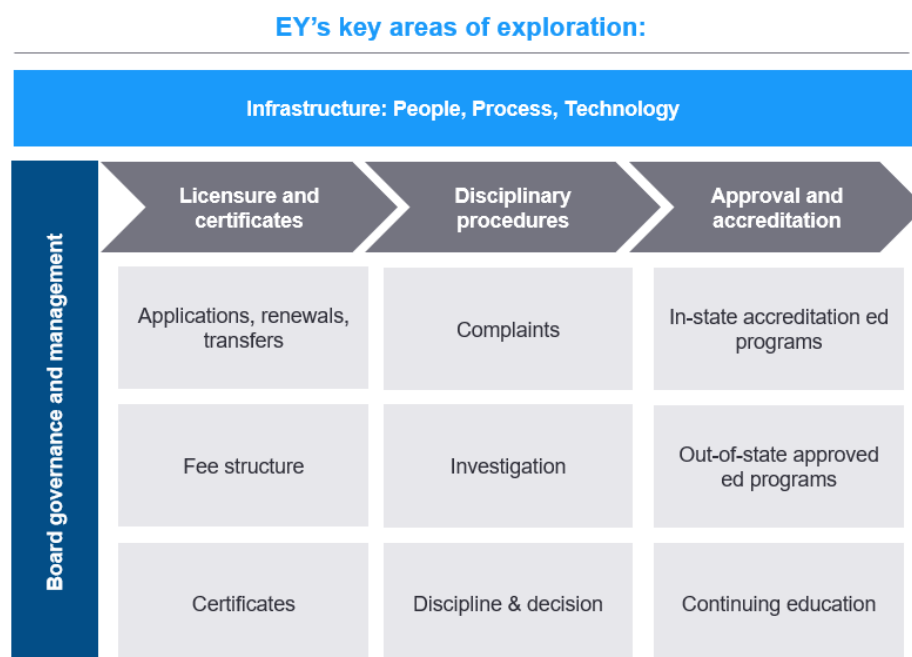 EY’s key areas of exploration:
Infrastructure: People, Process, Technology
Board governance and management
Licensure and
certificates
Disciplinary
procedures
Approval and
accreditation
Applications, renewals,
transfers
Complaints
In-state accreditation ed
programs
Fee structure
Investigation
Out-of-state approved
ed programs
Certificates
Discipline & decision
Continuing education